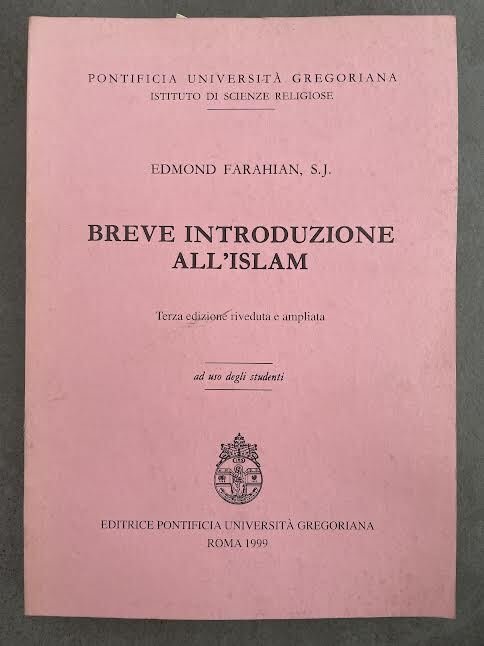 PONTIFICIA UNIVERSITÀ GREGORIANA
ISTITUTO DI SCIENZE RELIGIOSE
EDMOND FARAHIAN, S.J.
BREVE INTRODUZIONE
ALL'ISLAM
Terza edizione riveduta e ampliata
ad uso degli studenti
EDITRICE PONTIFICIA UNIVERSITÀ GREGORIANA
ROMA 1999